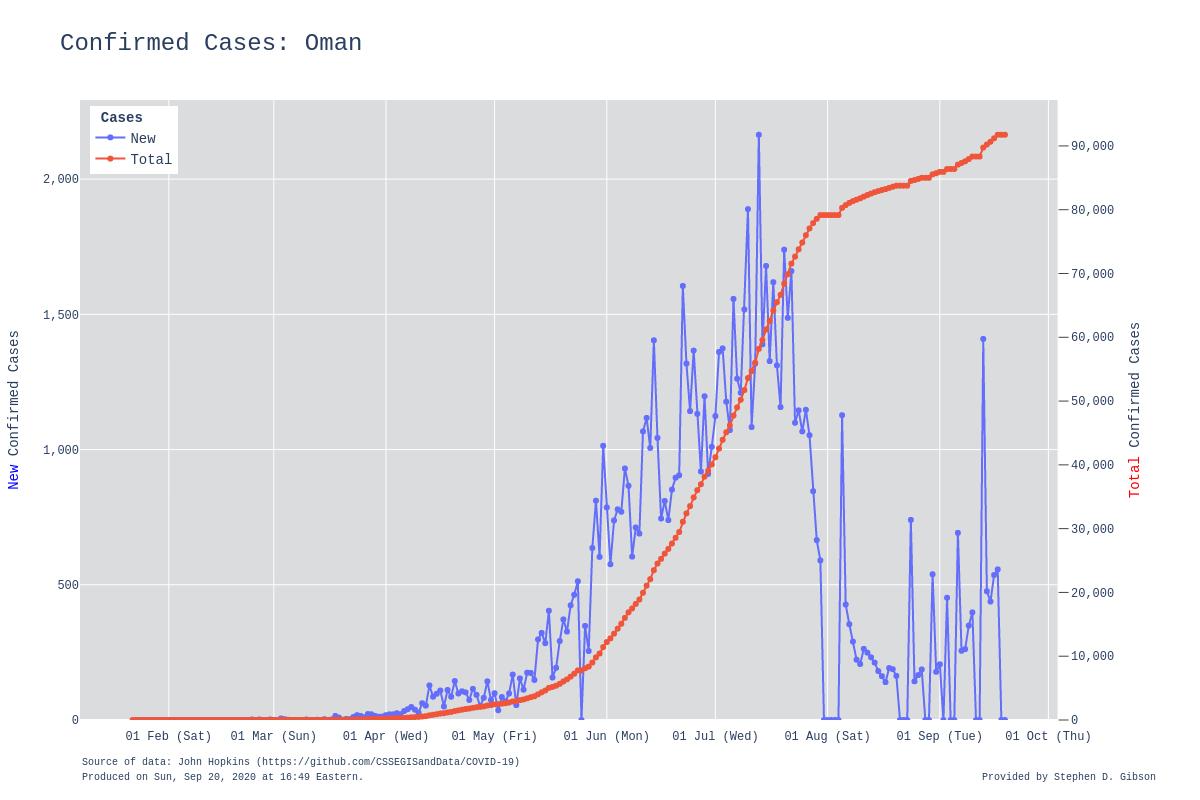 Confirmed Cases: Oman
Cases
New
Total
2,000
1,500
1,000
500
0
New Confirmed Cases
90,000
80,000
70,000
60,000
50,000
40,000
30,000
20,000
10,000
0
Total Confirmed Cases
01 Feb (Sat) 01 Mar (Sun) 01 Apr (Wed) 01 May (Fri) 01 Jun (Mon) 01 Jul (Wed) 01 Aug (Sat) 01 Sep (Tue) 01 Oct (Thu)
Source of data: John Hopkins (https://github.com/CSSEGISandData/COVID-19)
Produced on Sun, Sep 20, 2020 at 16:49 Eastern.
Provided by Stephen D. Gibson